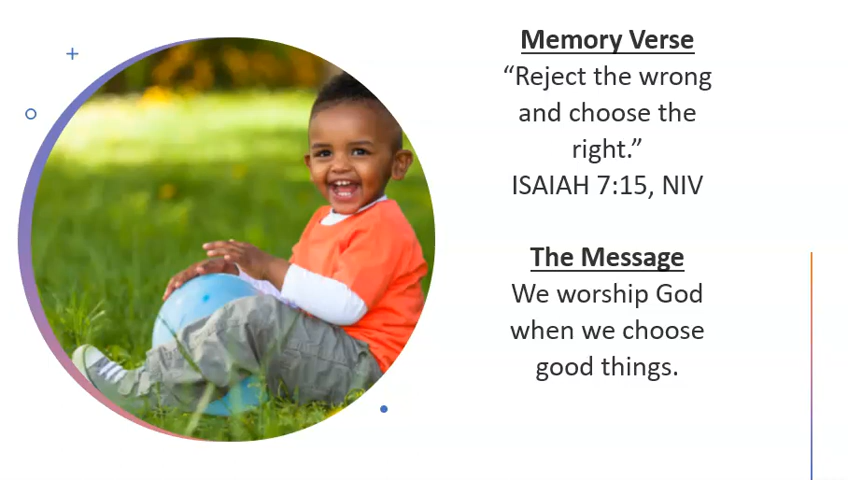 Memory Verse
“Reject the wrong
and choose the
right.”
ISAIAH 7:15, NIV
The Message
We worship God
when we choose
good things.